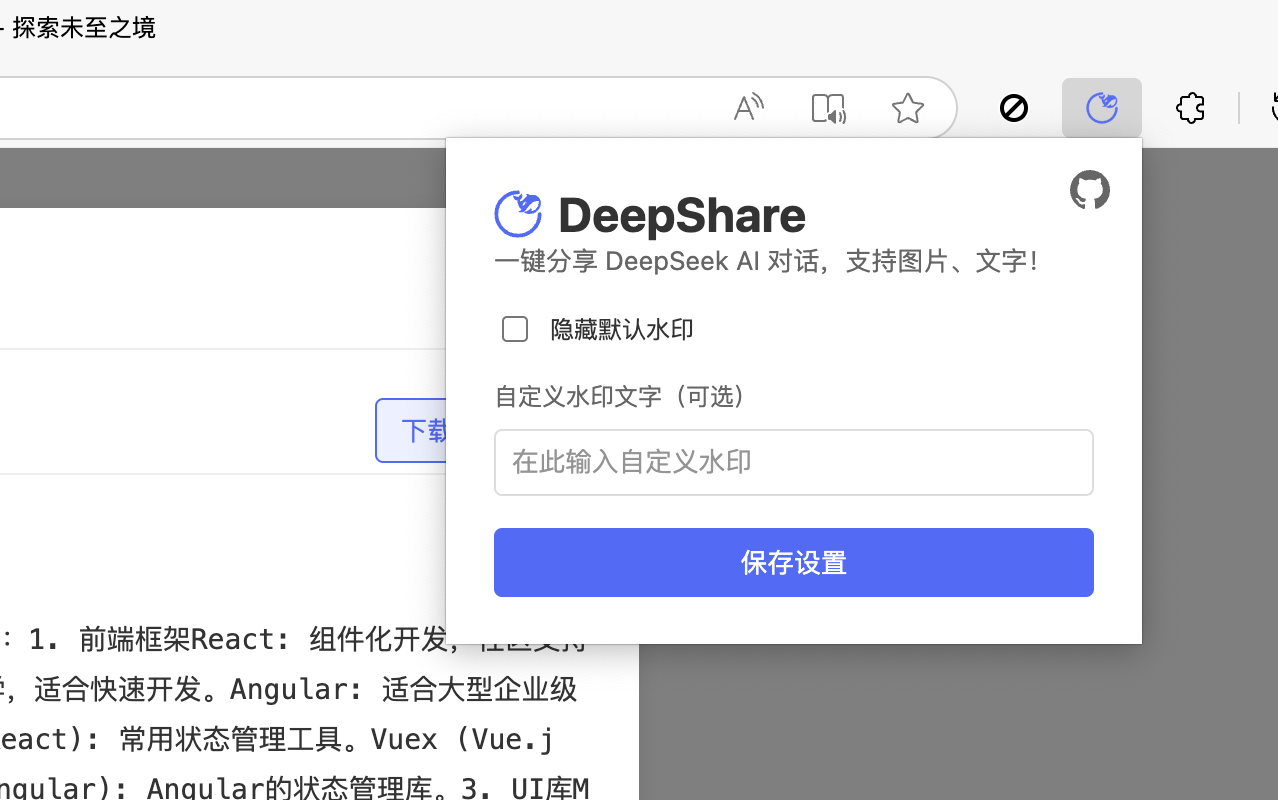 - 探索未至之境
DeepShare
一键分享 DeepSeek AI 对话，支持图片、文字！
隐藏默认水印
自定义水印文字（可选）
下载
在此输入自定义水印
保存设置
：1. 前端框架React: 组件化开发，社区支持
，适合快速开发。Angular: 适合大型企业级
eact): 常用状态管理工具。Vuex (Vue.j
ngular): Angular的状态管理库。3. UI库M